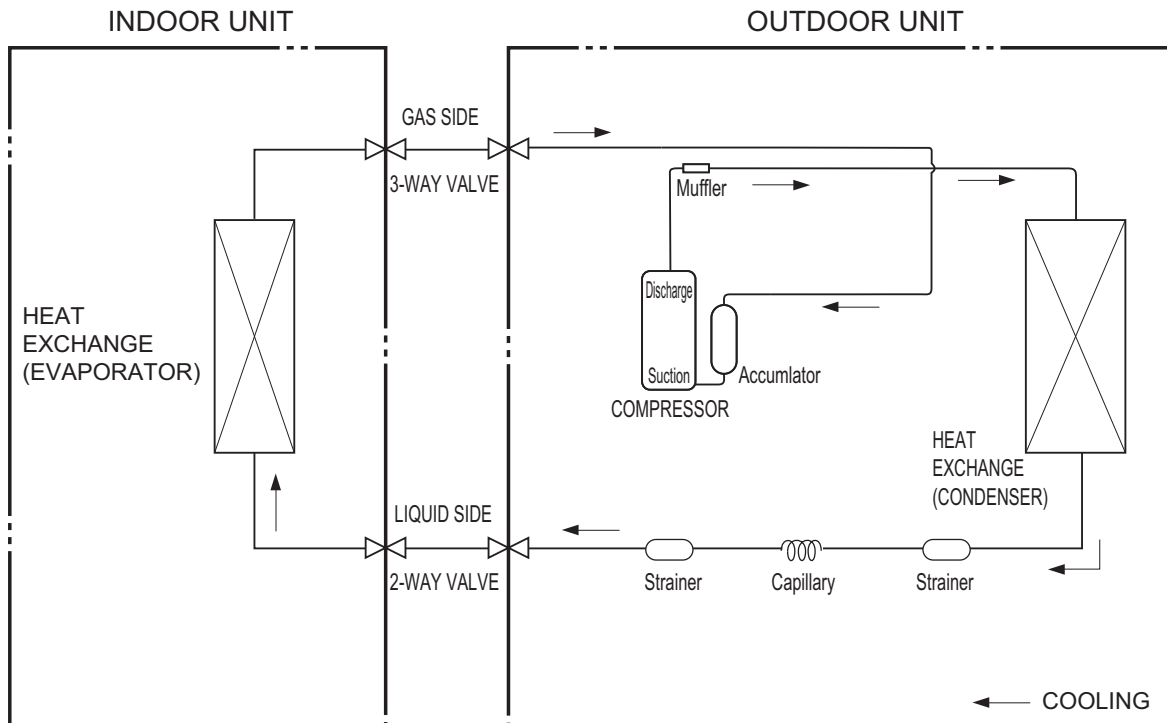 INDOOR UNIT
OUTDOOR UNIT
GAS SIDE
3-WAY VALVE
Muffler
HEAT
EXCHANGE
(EVAPORATOR)
Discharge
Suction
Accumlator
COMPRESSOR
HEAT
EXCHANGE
(CONDENSER)
LIQUID SIDE
2-WAY VALVE
Strainer
Capillary
Strainer
COOLING